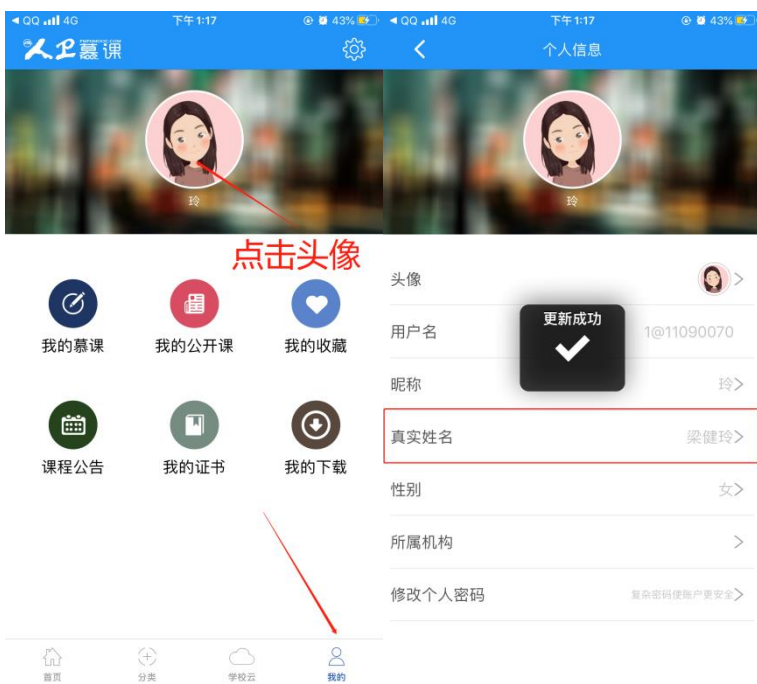 QQ 4G 下午1:17 43%
人卫慕课
玲
点击头像
我的慕课 我的公开课 我的收藏
课程公告 我的证书 我的下载
首页 分类 学校云 我的
QQ 4G 下午1:17 43%
个人信息
玲
头像
更新成功
用户名 1@11090070
昵称 玲
真实姓名 梁健玲
性别 女
所属机构
修改个人密码 复杂密码使账户更安全